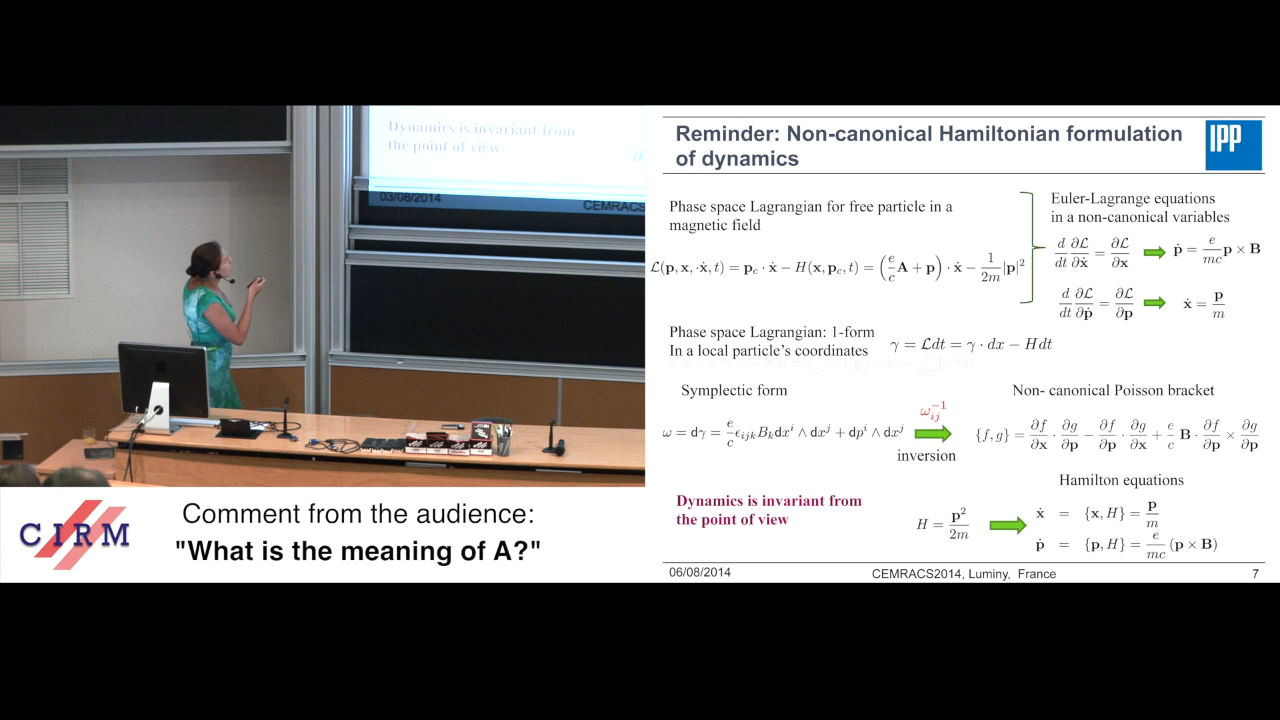 Dynamics is invariant from
the point of view
03/08/2014
CEMRACS
CIRM
Comment from the audience:
"What is the meaning of A?"
Reminder: Non-canonical Hamiltonian formulation
of dynamics
IPP
Phase space Lagrangian for free particle in a
magnetic field
ℒ(p, x, ·ẋ, t) = p_c · ẋ − H(x, p_c, t) = (e/c A + p) · ẋ − 1/2m |p|²
Euler-Lagrange equations
in a non-canonical variables
d/dt ∂ℒ/∂ẋ = ∂ℒ/∂x ṗ = e/mc p × B
d/dt ∂ℒ/∂ṗ = ∂ℒ/∂p ẋ = p/m
Phase space Lagrangian: 1-form
In a local particle's coordinates
γ = ℒdt = γ · dx − Hdt
Symplectic form
ω = dγ = e/c ϵ_ijk B_k dx^i ∧ dx^j + dp^i ∧ dx^j
ω_ij^−1
inversion
Non- canonical Poisson bracket
{f, g} = ∂f/∂x · ∂g/∂p − ∂f/∂p · ∂g/∂x + e/c B · ∂f/∂p × ∂g/∂p
Dynamics is invariant from
the point of view
H = p²/2m
Hamilton equations
ẋ = {x, H} = p/m
ṗ = {p, H} = e/mc (p × B)
06/08/2014
CEMRACS2014, Luminy, France
7